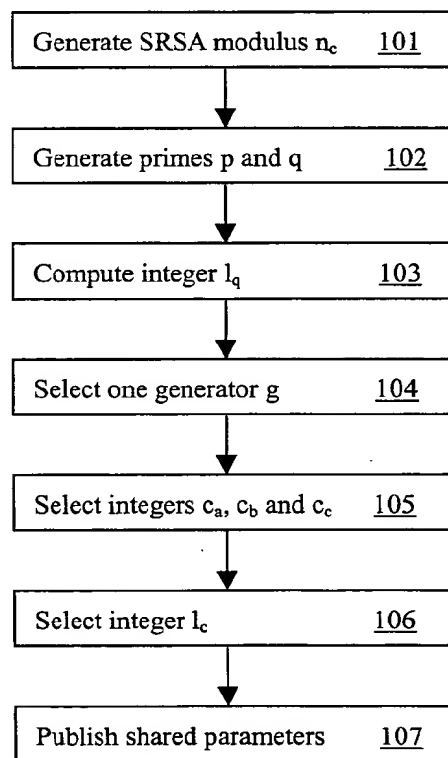 Generate SRSA modulus n_c 101
Generate primes p and q 102
Compute integer l_q 103
Select one generator g 104
Select integers c_a, c_b and c_c 105
Select integer l_c 106
Publish shared parameters 107